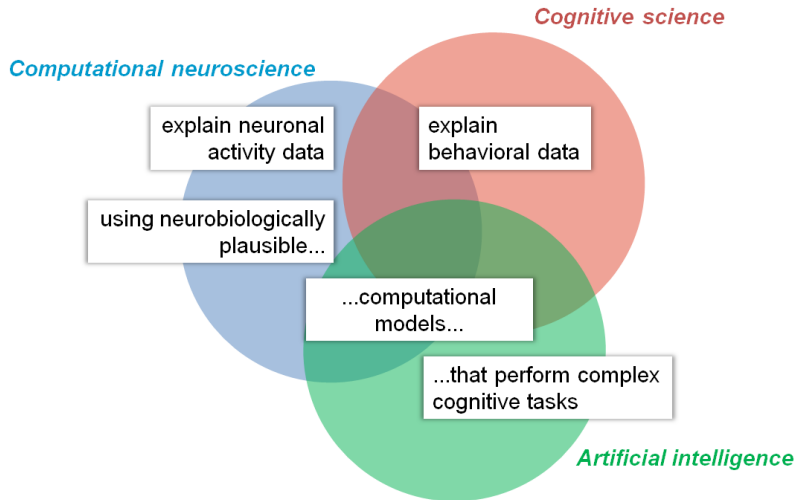 Cognitive science
Computational neuroscience
explain neuronal
activity data
explain
behavioral data
using neurobiologically
plausible...
...computational
models...
...that perform complex
cognitive tasks
Artificial intelligence